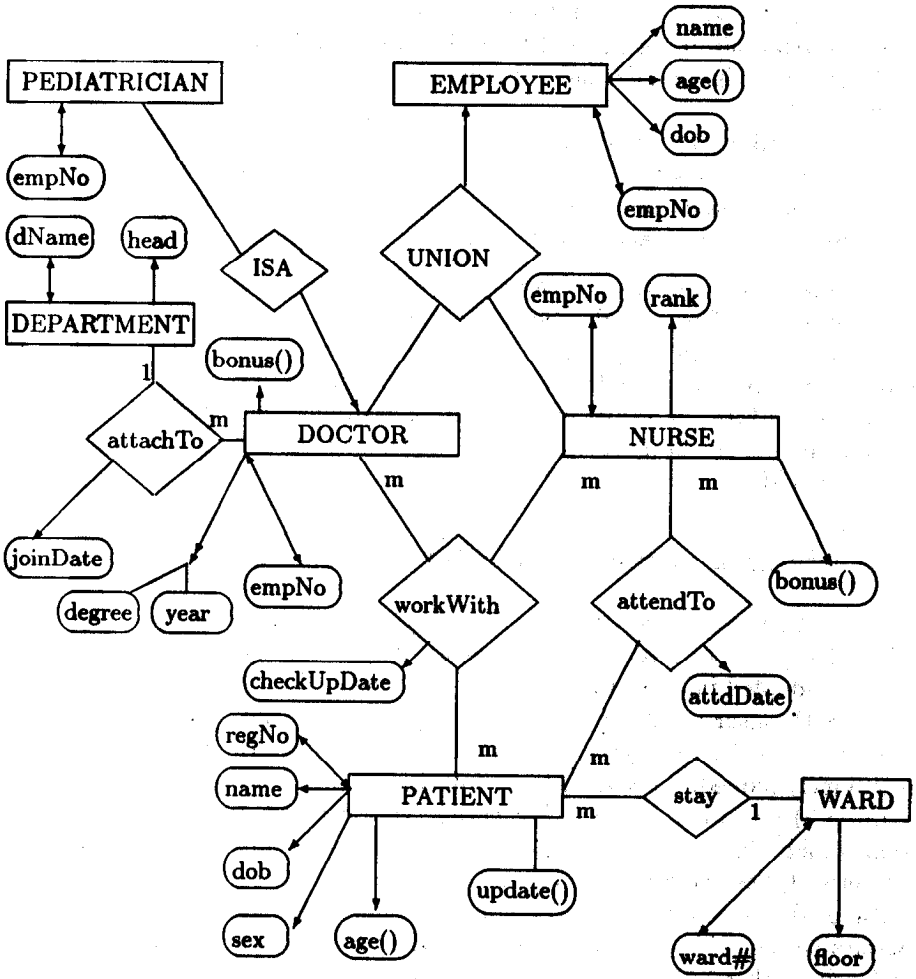 name
PEDIATRICIAN
EMPLOYEE
age()
dob
empNo
empNo
dName
head
ISA
UNION
empNo
rank
DEPARTMENT
bonus()
1
m
attachTo
DOCTOR
NURSE
m
m
m
joinDate
degree
year
empNo
workWith
attendTo
bonus()
checkUpDate
attdDate
regNo
m
m
name
PATIENT
m
stay
1
WARD
dob
update()
sex
age()
ward#
floor